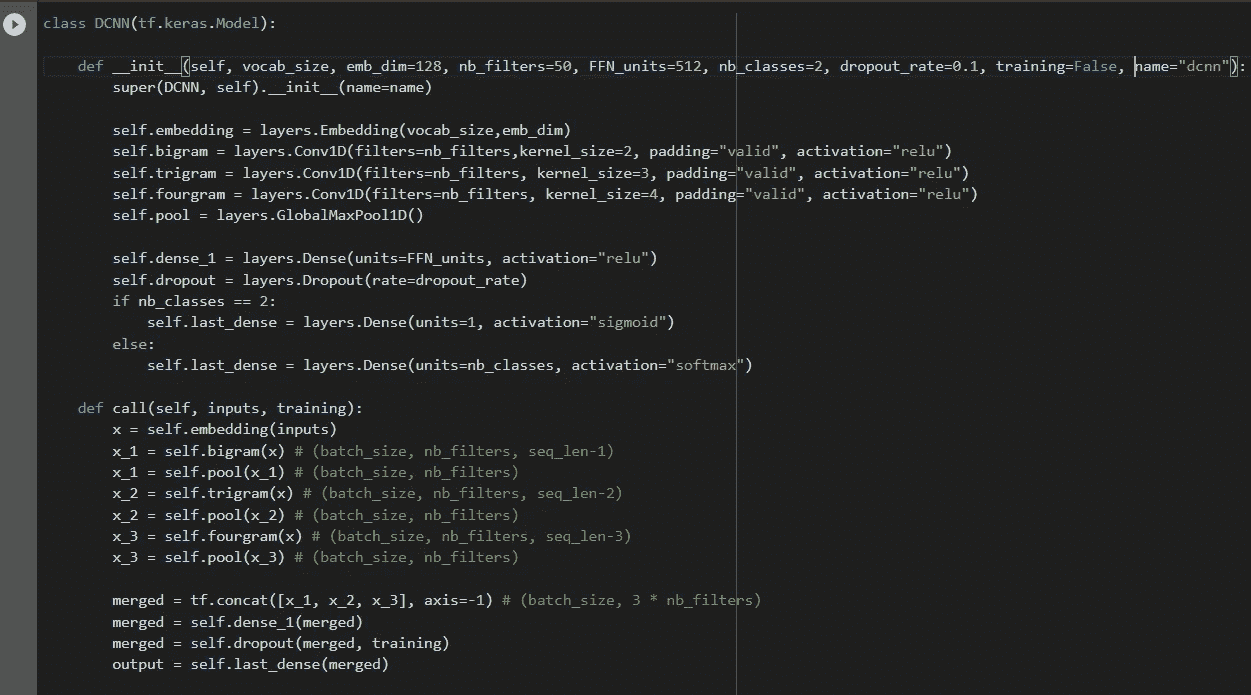 class DCNN(tf.keras.Model):
def __init__(self, vocab_size, emb_dim=128, nb_filters=50, FFN_units=512, nb_classes=2, dropout_rate=0.1, training=False, name="dcnn"):
super(DCNN, self).__init__(name=name)
self.embedding = layers.Embedding(vocab_size,emb_dim)
self.bigram = layers.Conv1D(filters=nb_filters,kernel_size=2, padding="valid", activation="relu")
self.trigram = layers.Conv1D(filters=nb_filters, kernel_size=3, padding="valid", activation="relu")
self.fourgram = layers.Conv1D(filters=nb_filters, kernel_size=4, padding="valid", activation="relu")
self.pool = layers.GlobalMaxPool1D()
self.dense_1 = layers.Dense(units=FFN_units, activation="relu")
self.dropout = layers.Dropout(rate=dropout_rate)
if nb_classes == 2:
self.last_dense = layers.Dense(units=1, activation="sigmoid")
else:
self.last_dense = layers.Dense(units=nb_classes, activation="softmax")
def call(self, inputs, training):
x = self.embedding(inputs)
x_1 = self.bigram(x) # (batch_size, nb_filters, seq_len-1)
x_1 = self.pool(x_1) # (batch_size, nb_filters)
x_2 = self.trigram(x) # (batch_size, nb_filters, seq_len-2)
x_2 = self.pool(x_2) # (batch_size, nb_filters)
x_3 = self.fourgram(x) # (batch_size, nb_filters, seq_len-3)
x_3 = self.pool(x_3) # (batch_size, nb_filters)
merged = tf.concat([x_1, x_2, x_3], axis=-1) # (batch_size, 3 * nb_filters)
merged = self.dense_1(merged)
merged = self.dropout(merged, training)
output = self.last_dense(merged)